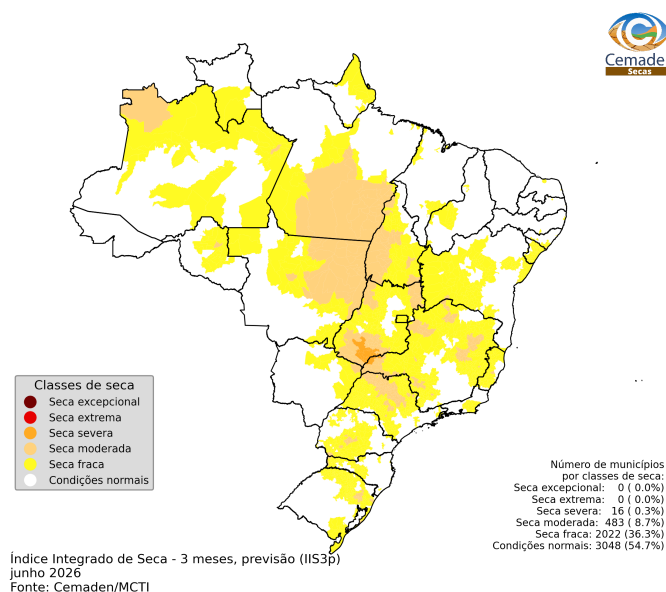 Cemaden
Secas
Classes de seca
Seca excepcional
Seca extrema
Seca severa
Seca moderada
Seca fraca
Condições normais
Número de municípios
por classes de seca:
Seca excepcional: 0 ( 0.0%)
Seca extrema: 0 ( 0.0%)
Seca severa: 16 ( 0.3%)
Seca moderada: 483 ( 8.7%)
Seca fraca: 2022 (36.3%)
Condições normais: 3048 (54.7%)
Índice Integrado de Seca - 3 meses, previsão (IIS3p)
junho 2026
Fonte: Cemaden/MCTI